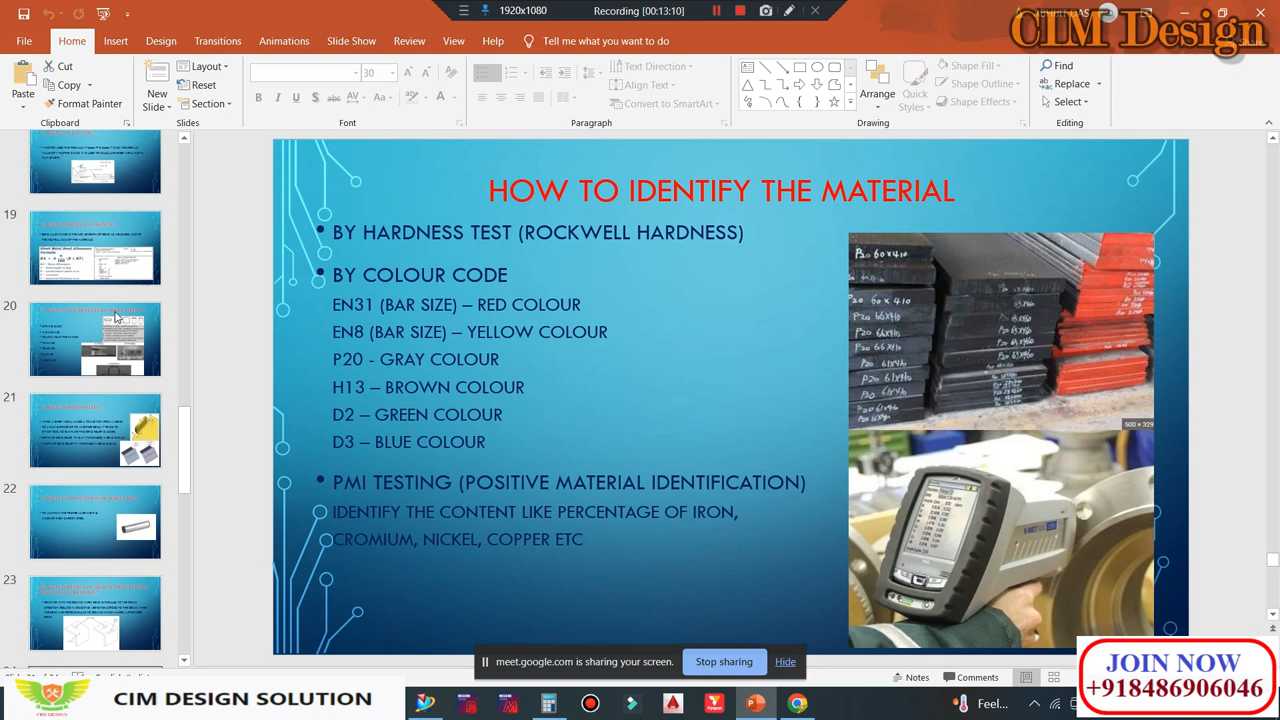 1920x1080
Recording (00:13:10)
CIM Design
File
Home
Insert
Design
Transitions
Animations
Slide Show
Review
View
Help
Tell me what you want to do
Paste
Cut
Copy
Format Painter
Clipboard
New
Slide
Layout
Reset
Section
Slides
30
Font
Text Direction
Align Text
Convert to SmartArt
Paragraph
Arrange
Quick
Styles
Shape Fill
Shape Outline
Shape Effects
Drawing
Find
Replace
Select
Editing
19
20
21
22
23
HOW TO IDENTIFY THE MATERIAL
• BY HARDNESS TEST (ROCKWELL HARDNESS)
• BY COLOUR CODE
EN31 (BAR SIZE) – RED COLOUR
EN8 (BAR SIZE) – YELLOW COLOUR
P20 - GRAY COLOUR
H13 – BROWN COLOUR
D2 – GREEN COLOUR
D3 – BLUE COLOUR
• PMI TESTING (POSITIVE MATERIAL IDENTIFICATION)
IDENTIFY THE CONTENT LIKE PERCENTAGE OF IRON,
CROMIUM, NICKEL, COPPER ETC
P20 60x410
500 × 329
meet.google.com is sharing your screen.
Stop sharing
Hide
Notes
Comments
CIM DESIGN SOLUTION
Feel...
JOIN NOW
+918486906046